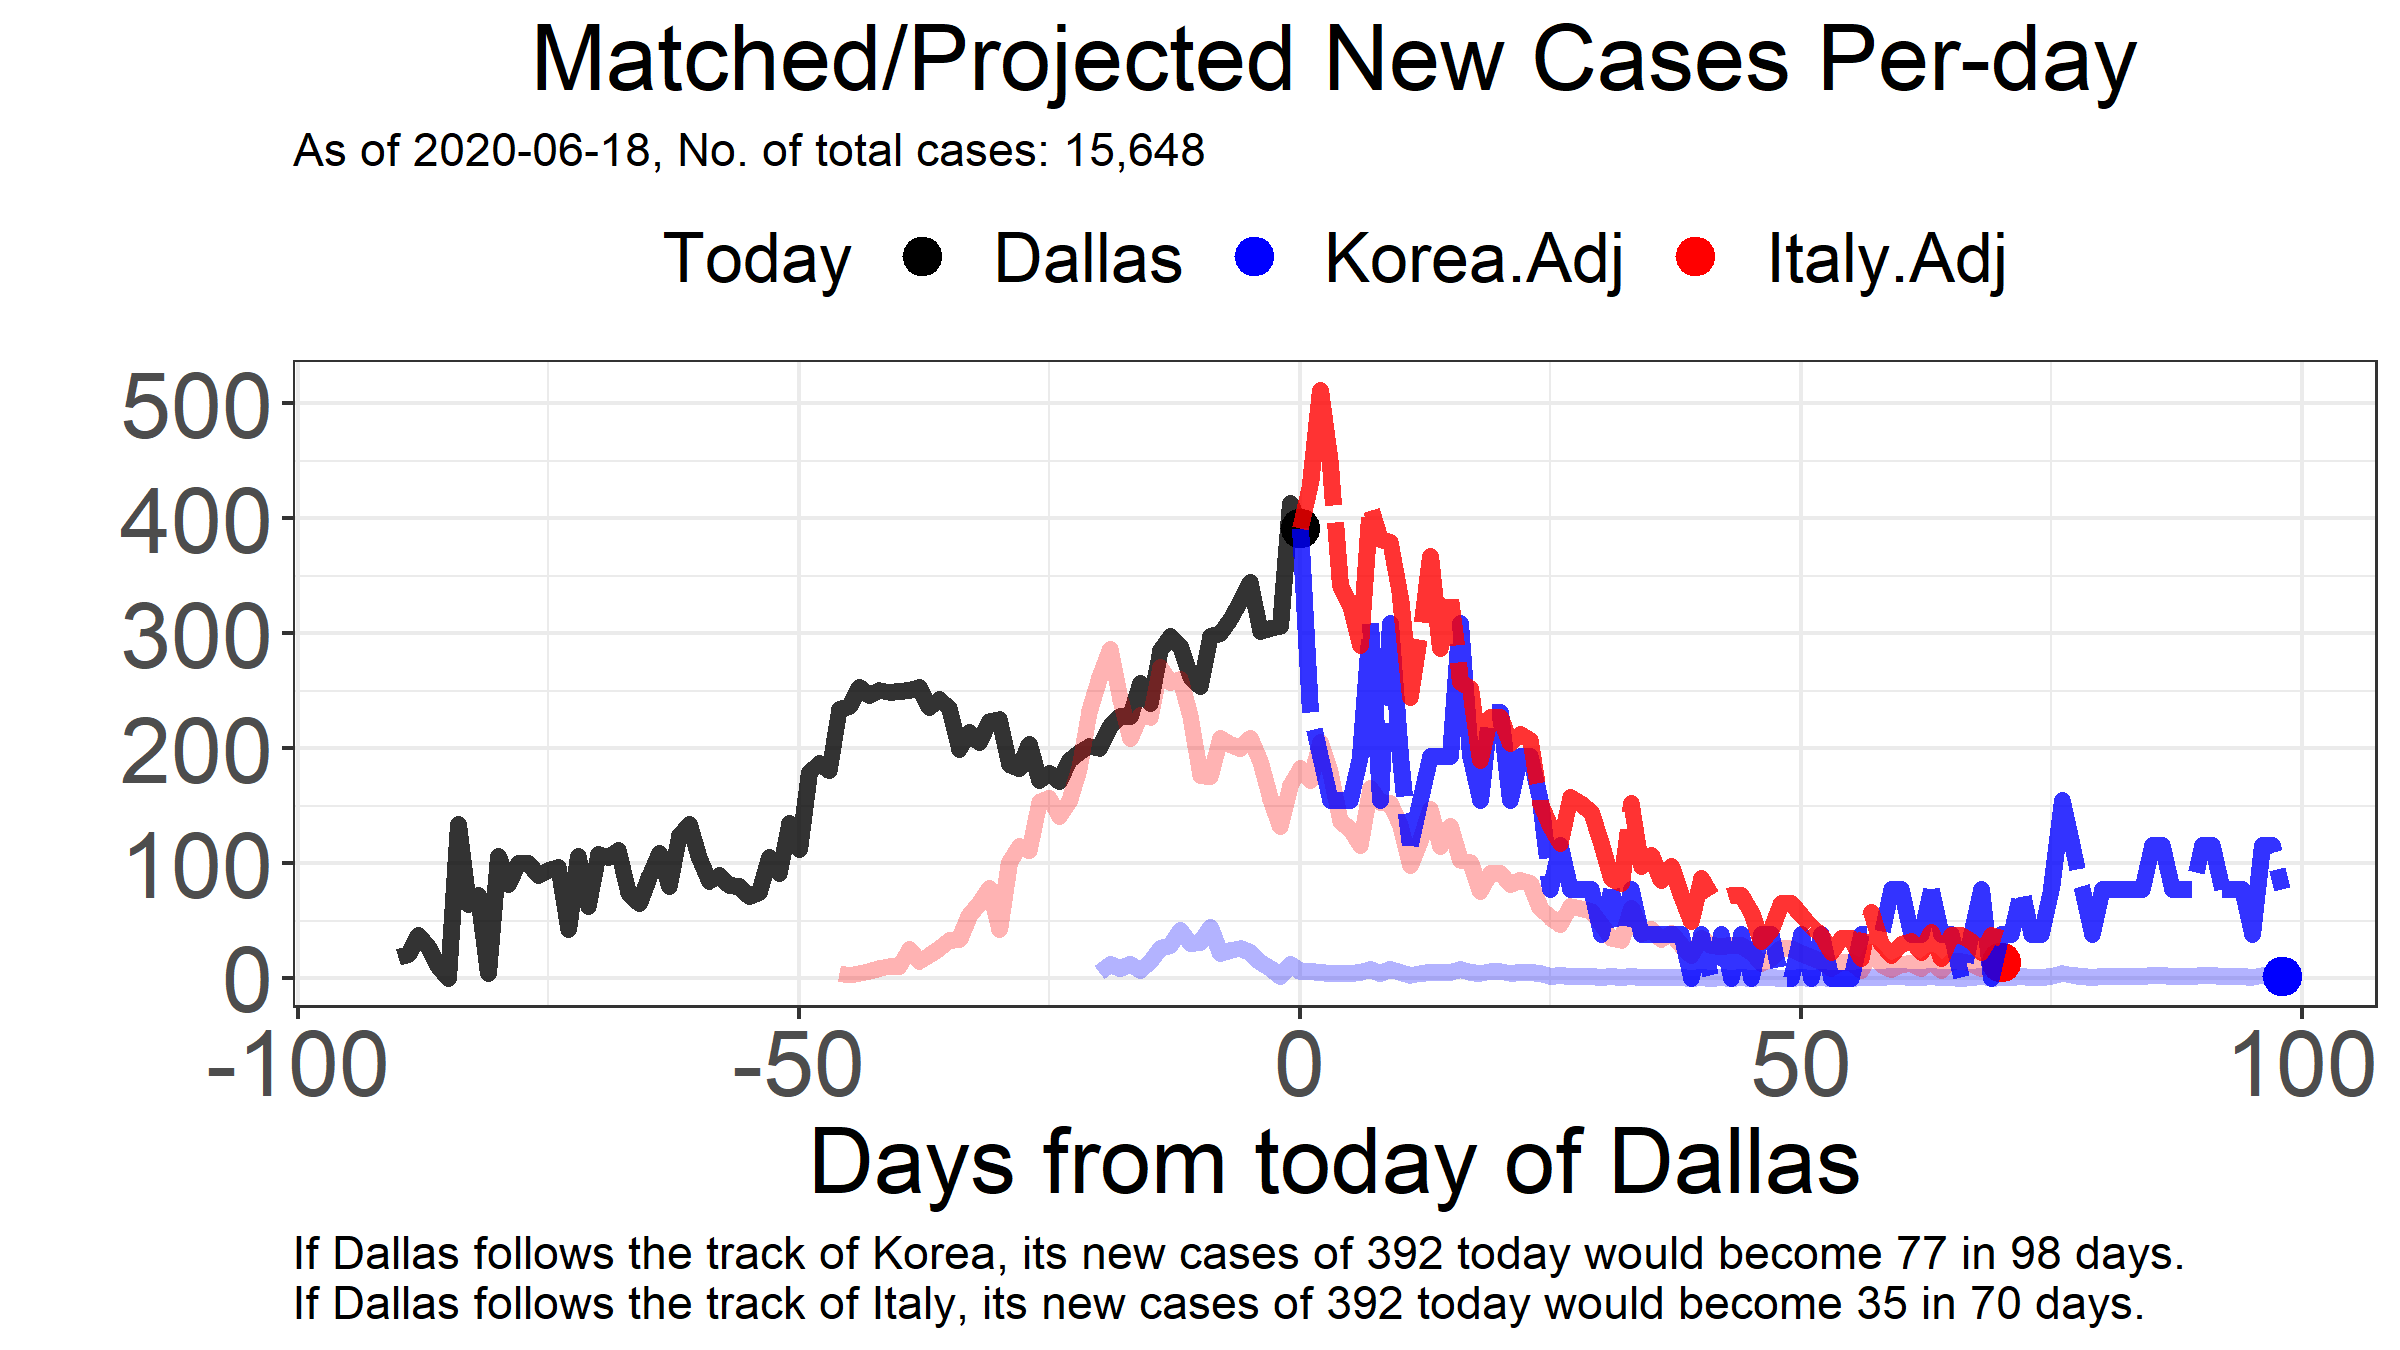 Matched/Projected New Cases Per-day
As of 2020-06-18, No. of total cases: 15,648
Today Dallas Korea.Adj Italy.Adj
500
400
300
200
100
0
-100 -50 0 50 100
Days from today of Dallas
If Dallas follows the track of Korea, its new cases of 392 today would become 77 in 98 days.
If Dallas follows the track of Italy, its new cases of 392 today would become 35 in 70 days.